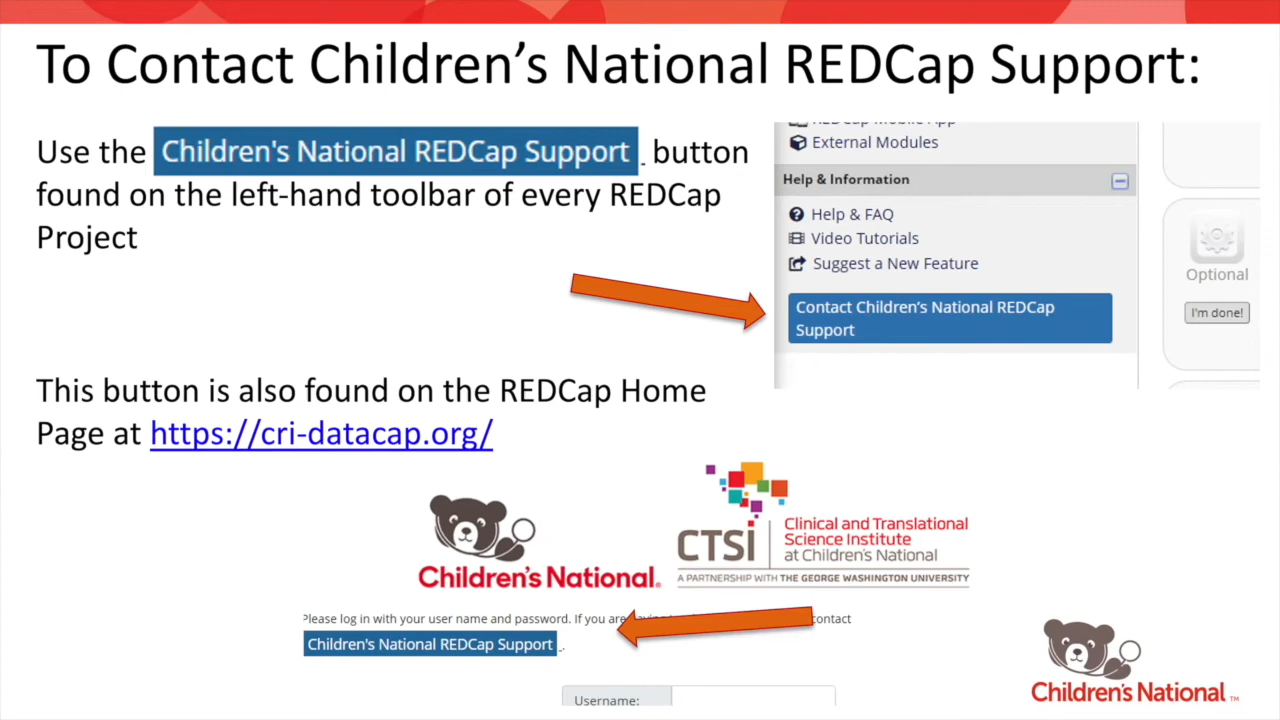 To Contact Children's National REDCap Support:
Use the Children's National REDCap Support button
found on the left-hand toolbar of every REDCap
Project
External Modules
Help & Information
Help & FAQ
Video Tutorials
Suggest a New Feature
Contact Children's National REDCap
Support
Optional
I'm done!
This button is also found on the REDCap Home
Page at https://cri-datacap.org/
Children's National
CTSI
Clinical and Translational
Science Institute
at Children's National
A PARTNERSHIP WITH THE GEORGE WASHINGTON UNIVERSITY
Please log in with your user name and password. If you are contact
Children's National REDCap Support .
Username:
Children's National TM